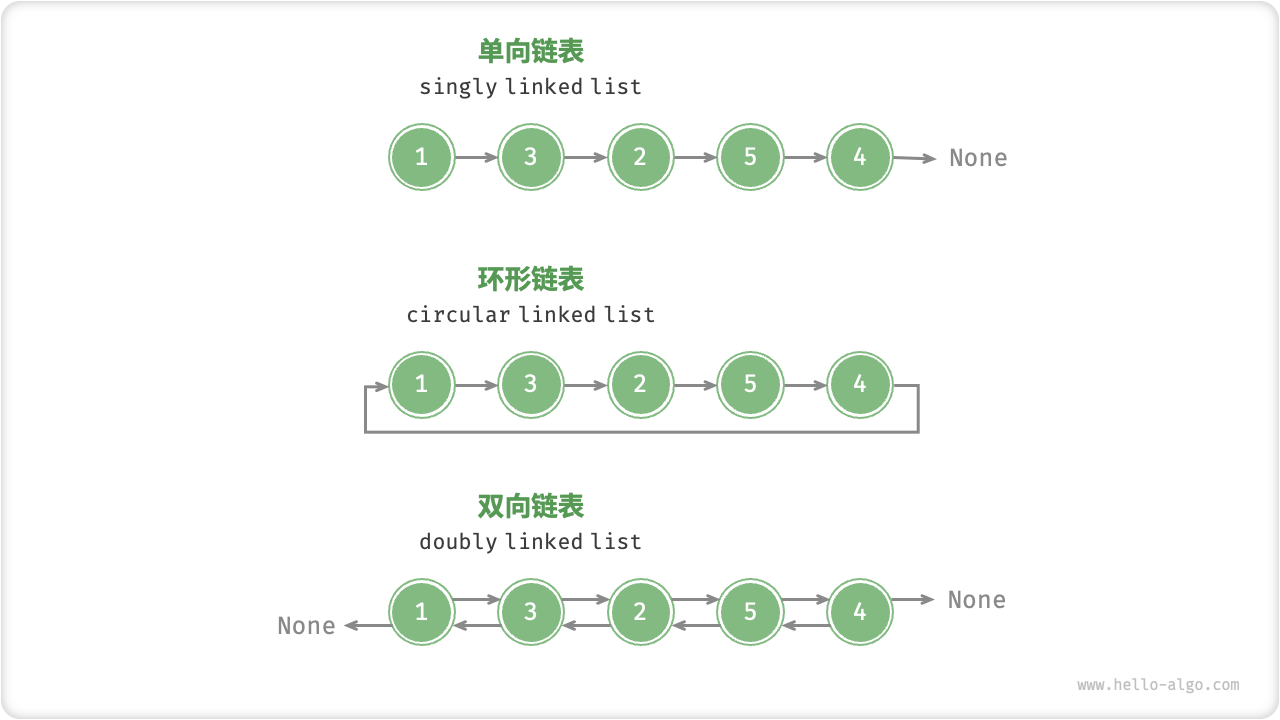 单向链表
singly linked list
1 3 2 5 4 None
环形链表
circular linked list
1 3 2 5 4
双向链表
doubly linked list
1 3 2 5 4 None
None
www.hello-algo.com